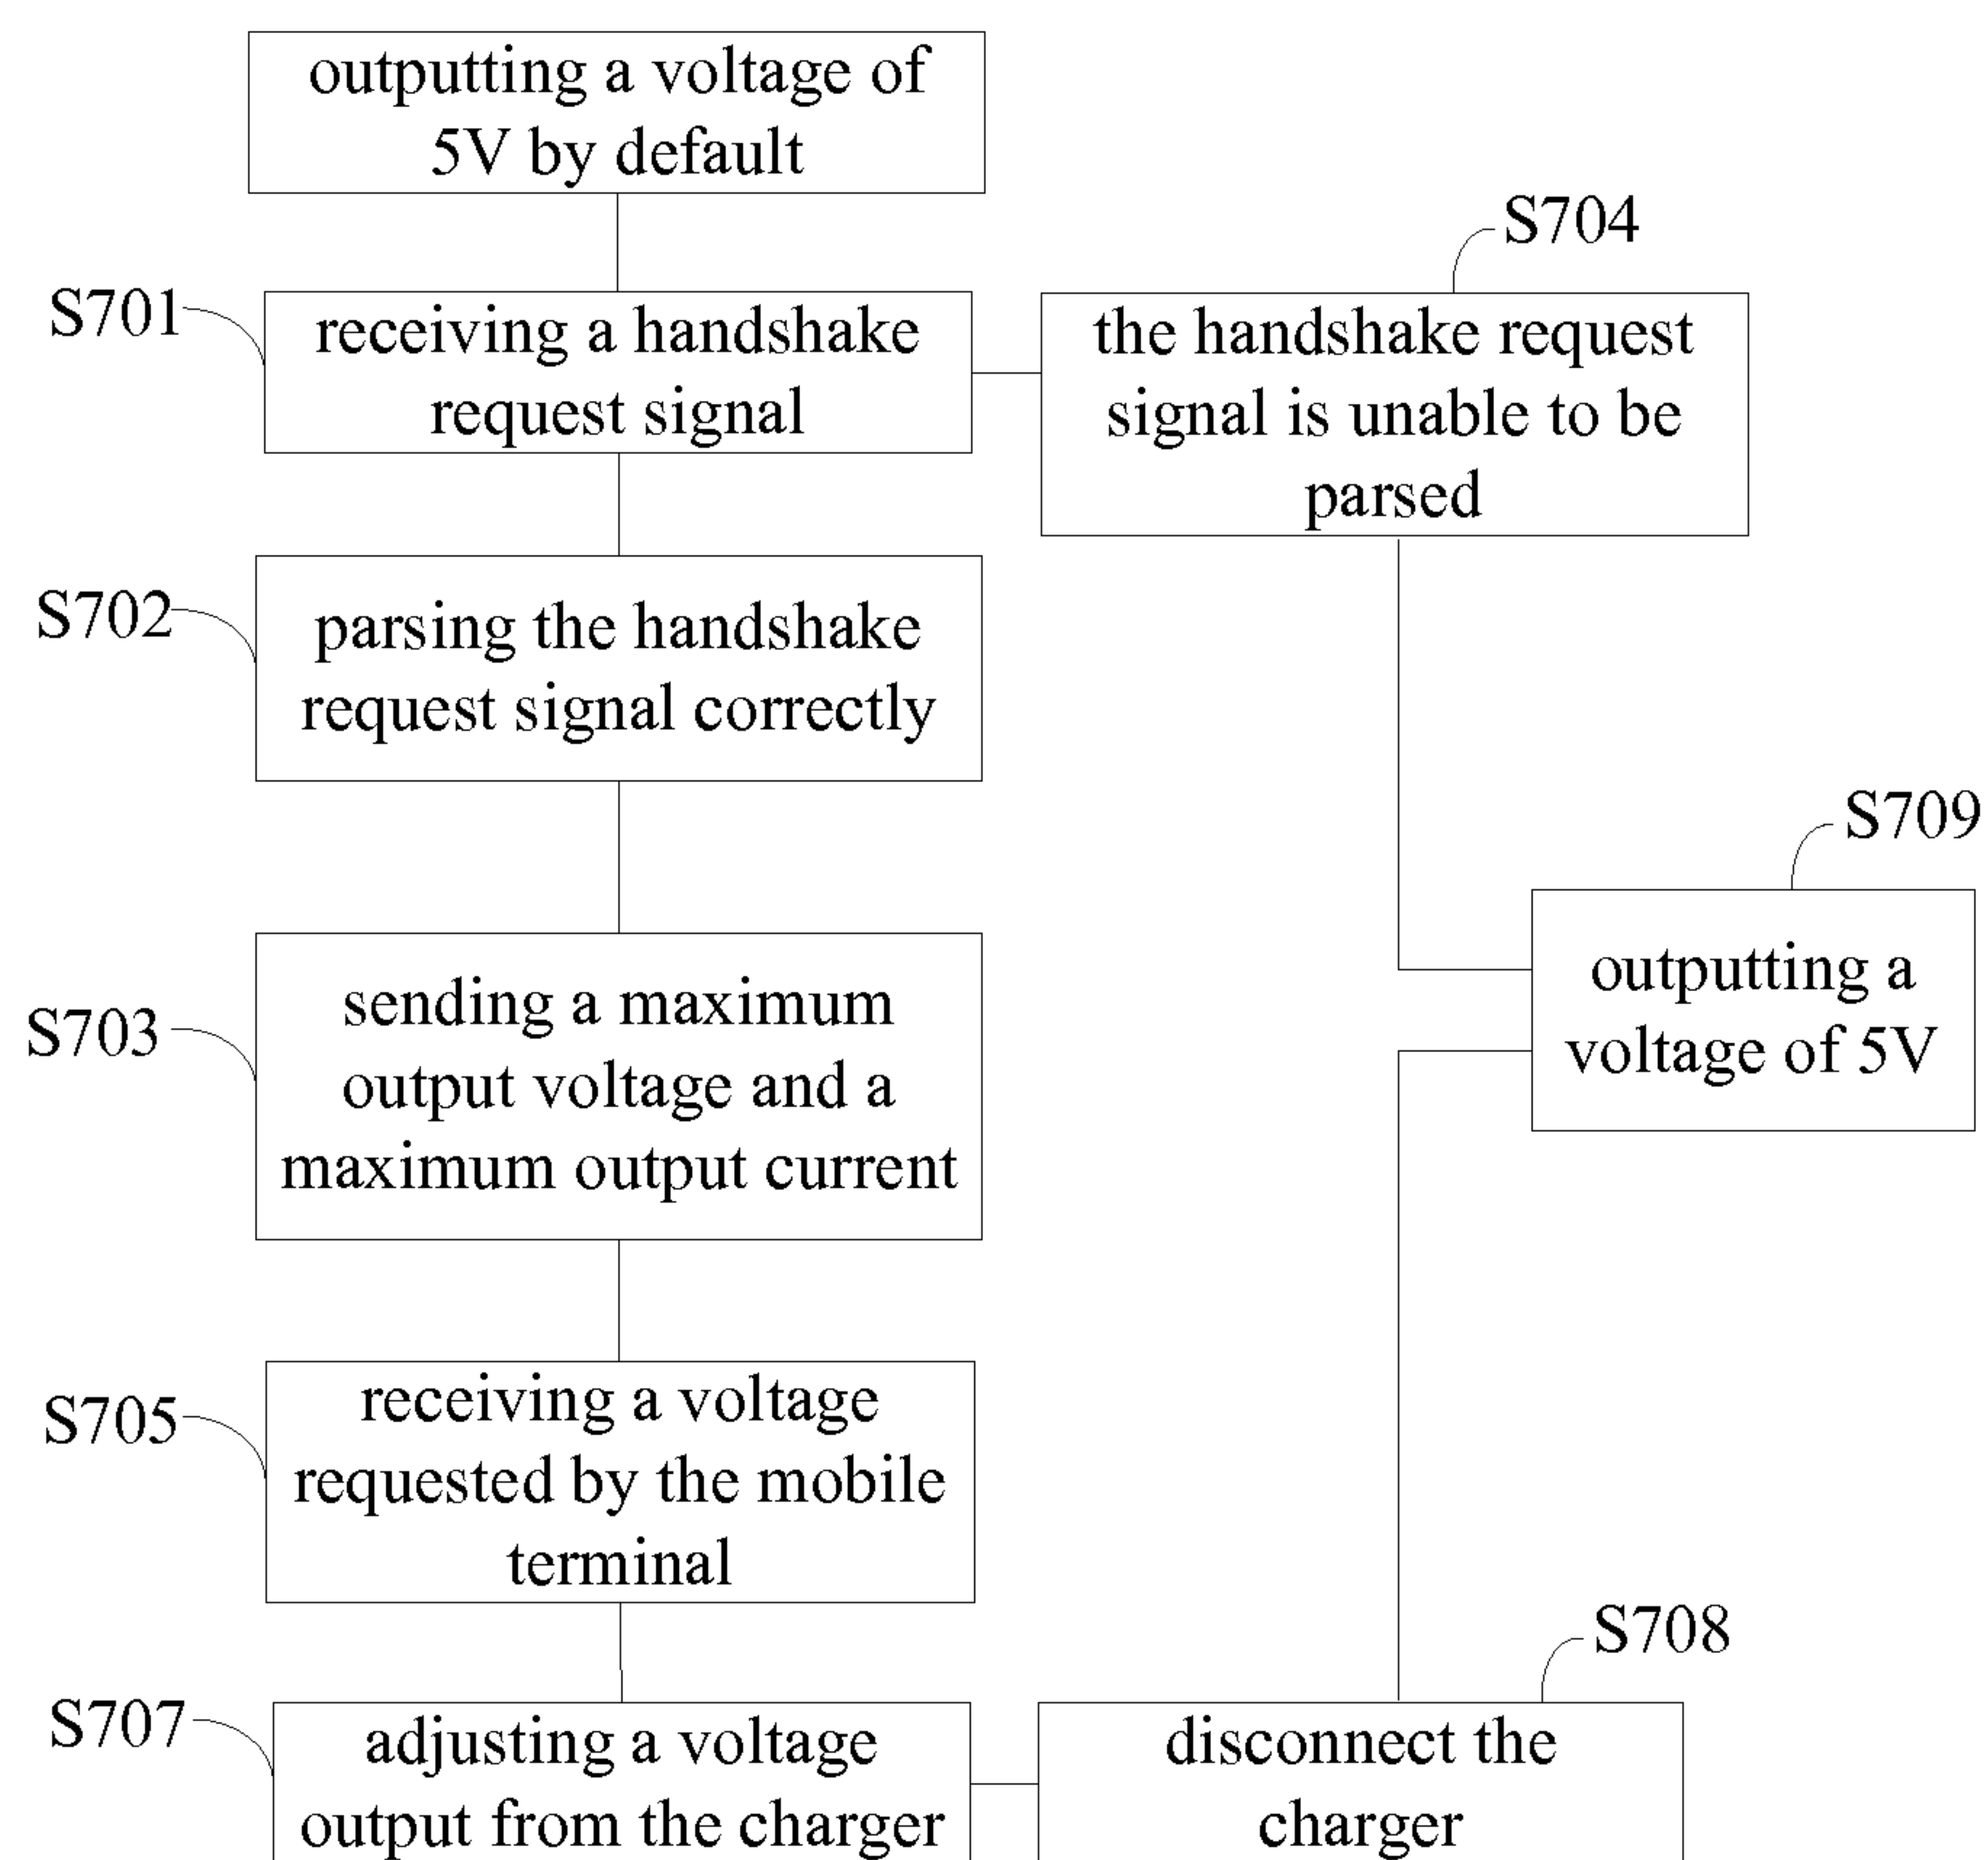 outputting a voltage of
5V by default
S701
receiving a handshake
request signal
S704
the handshake request
signal is unable to be
parsed
S702
parsing the handshake
request signal correctly
S703
sending a maximum
output voltage and a
maximum output current
S709
outputting a
voltage of 5V
S705
receiving a voltage
requested by the mobile
terminal
S707
adjusting a voltage
output from the charger
S708
disconnect the
charger